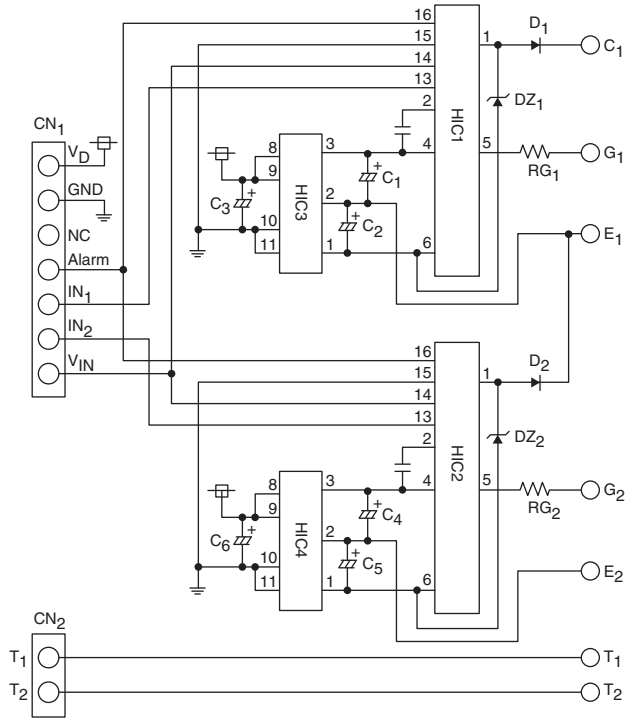 16
15
14
13
2
4
6
1
5
HIC1
D₁
C₁
DZ₁
RG₁
G₁
E₁
CN₁
V_D
GND
NC
Alarm
IN₁
IN₂
V_IN
8
9
10
11
HIC3
3
2
1
C₃ +
C₁ +
C₂ +
16
15
14
13
2
4
6
1
5
HIC2
D₂
DZ₂
RG₂
G₂
E₂
8
9
10
11
HIC4
3
2
1
C₆ +
C₄ +
C₅ +
CN₂
T₁
T₁
T₂
T₂